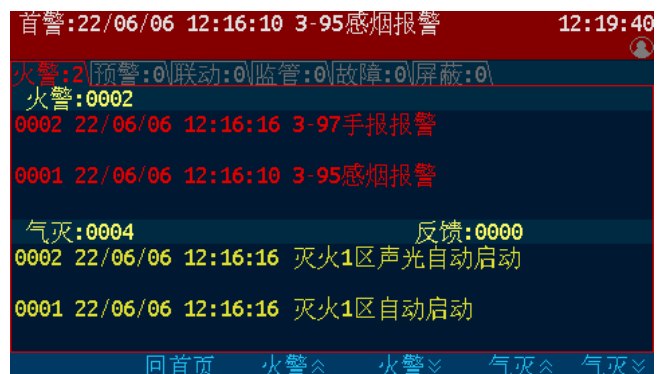 首警:22/06/06 12:16:10 3-95感烟报警 12:19:40
火警:2\预警:0\联动:0\监管:0\故障:0\屏蔽:0\
火警:0002
0002 22/06/06 12:16:16 3-97手报报警
0001 22/06/06 12:16:10 3-95感烟报警
气灭:0004 反馈:0000
0002 22/06/06 12:16:16 灭火1区声光自动启动
0001 22/06/06 12:16:16 灭火1区自动启动
回首页 火警︽ 火警︾ 气灭︽ 气灭︾